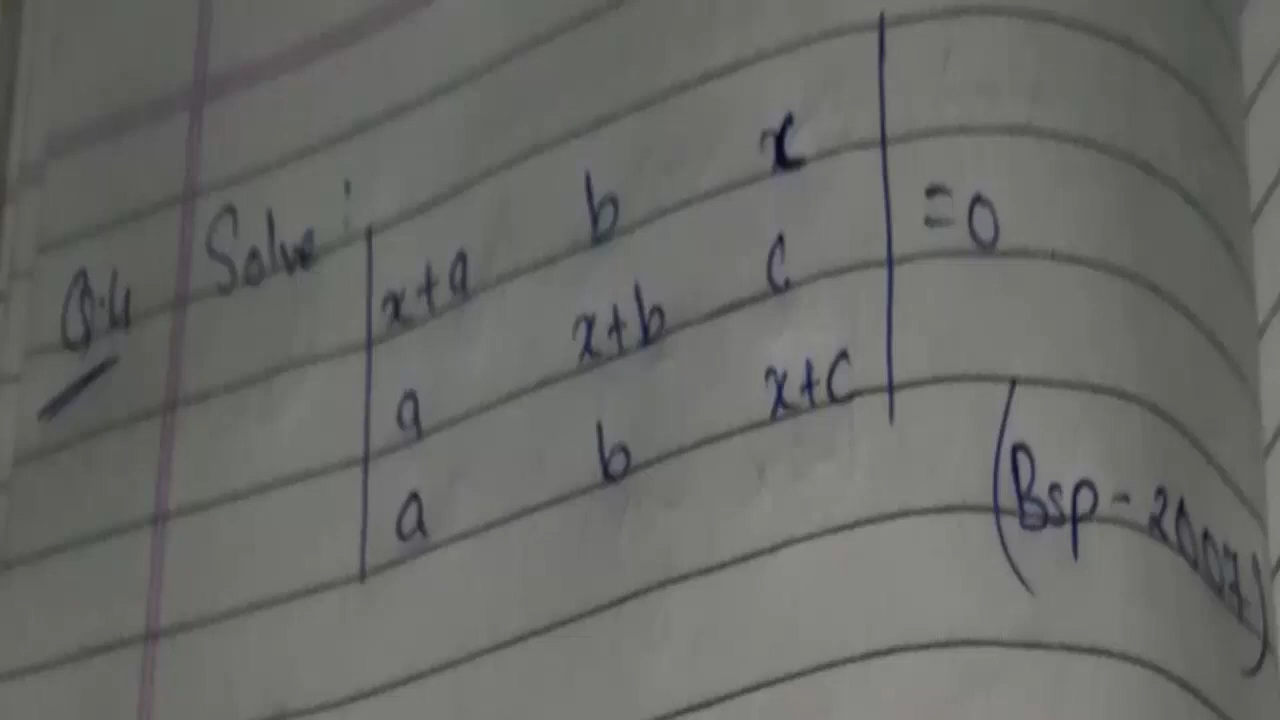 Q.4 Solve: | x+a b x |
| a x+b c | = 0
| a b x+c |
(Bsp - 2007)